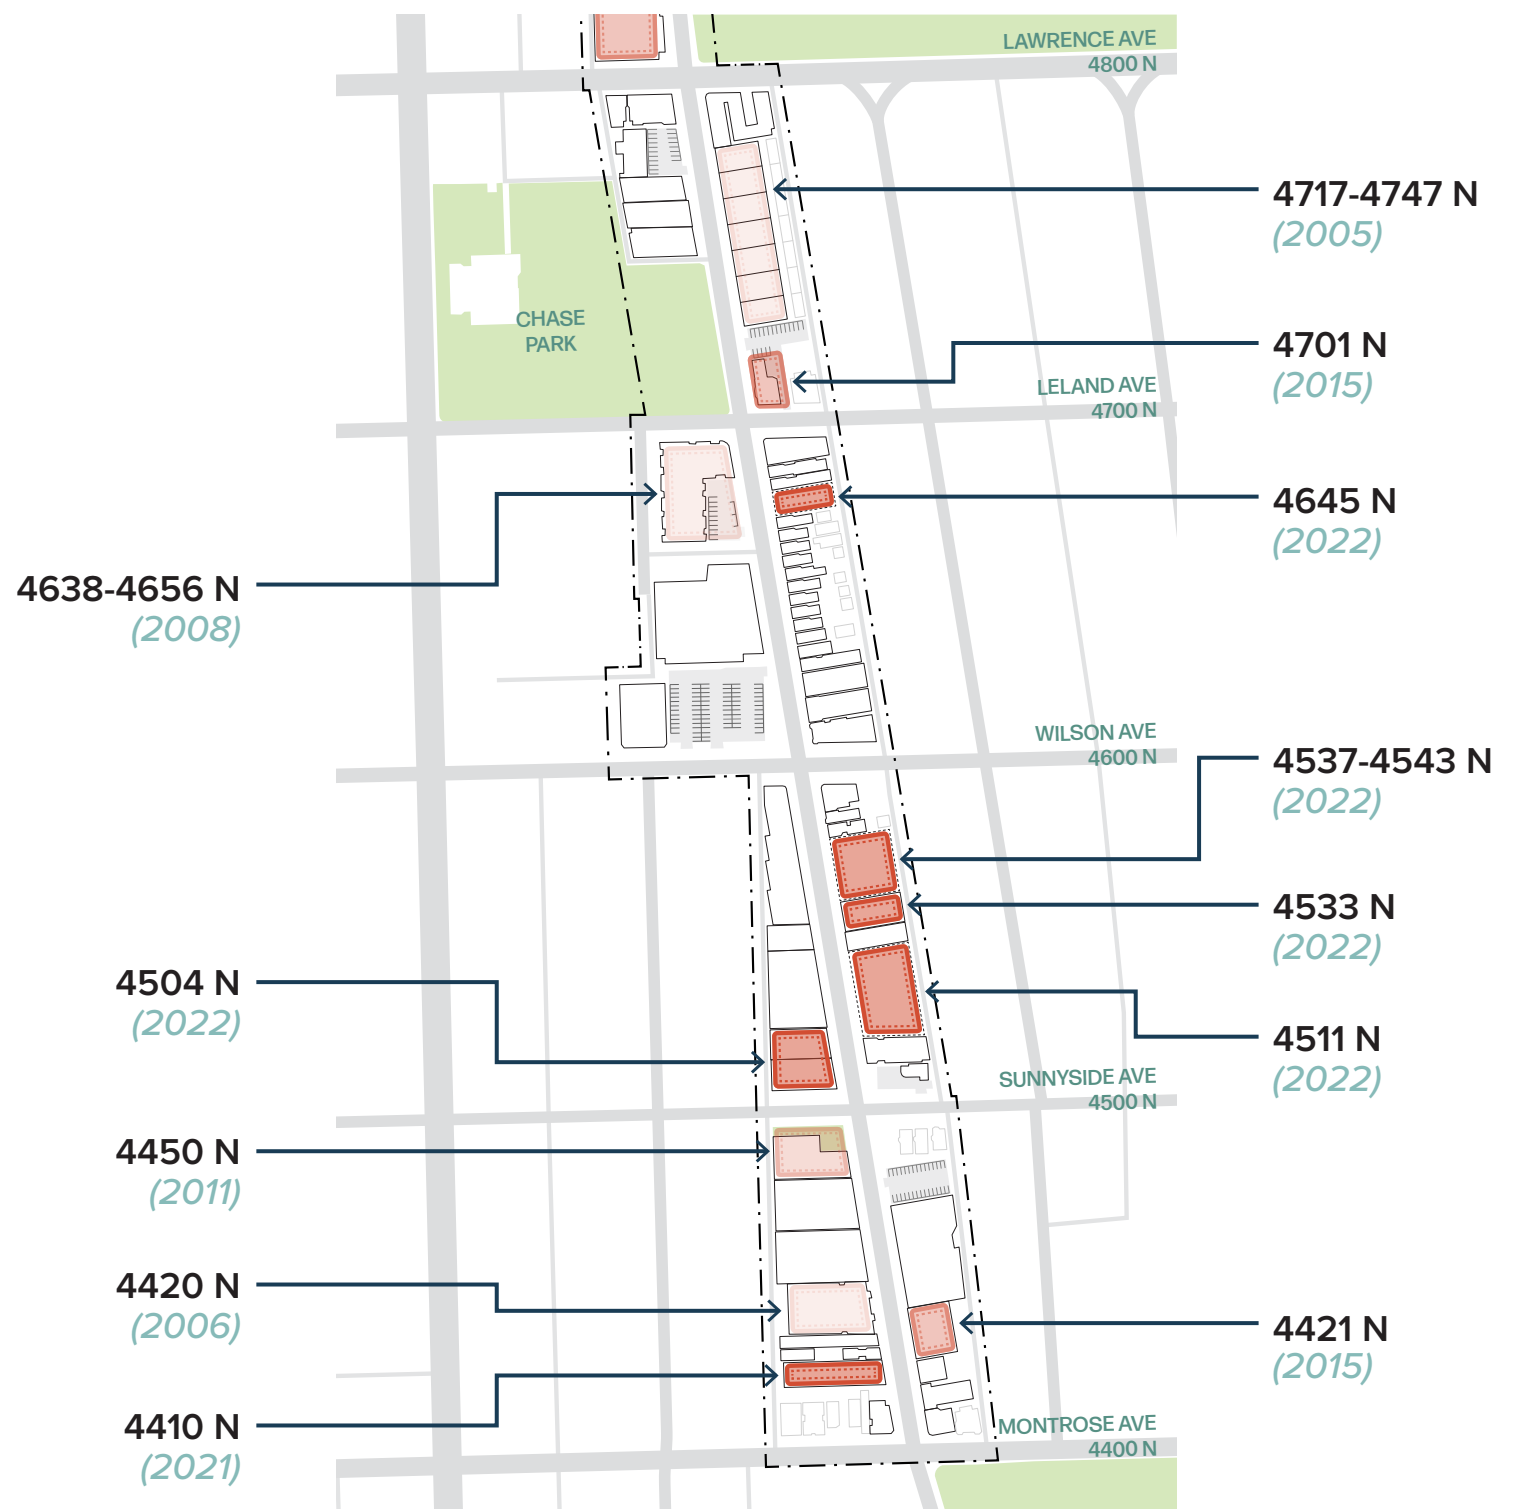 LAWRENCE AVE
4800 N
4717-4747 N
(2005)
CHASE
PARK
4701 N
(2015)
LELAND AVE
4700 N
4645 N
(2022)
4638-4656 N
(2008)
WILSON AVE
4600 N
4537-4543 N
(2022)
4533 N
(2022)
4504 N
(2022)
4511 N
(2022)
SUNNYSIDE AVE
4500 N
4450 N
(2011)
4420 N
(2006)
4421 N
(2015)
4410 N
(2021)
MONTROSE AVE
4400 N